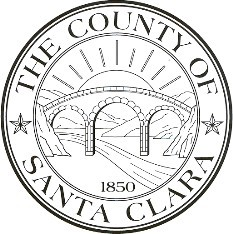 THE COUNTY OF
1850
SANTA CLARA